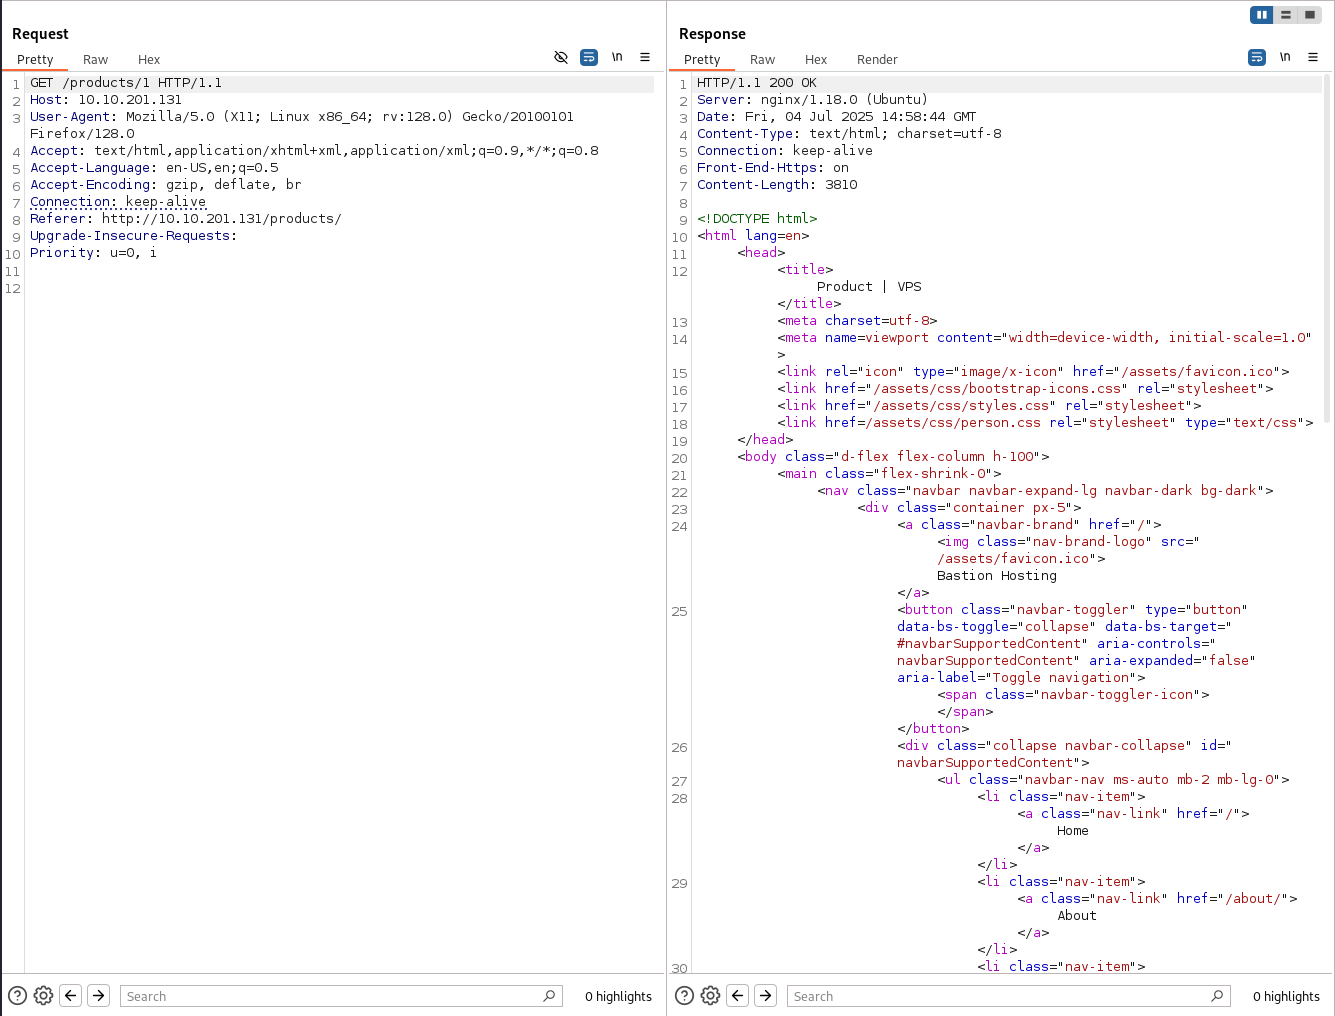 Request
Pretty Raw Hex
\n
1 GET /products/1 HTTP/1.1
2 Host: 10.10.201.131
3 User-Agent: Mozilla/5.0 (X11; Linux x86_64; rv:128.0) Gecko/20100101
Firefox/128.0
4 Accept: text/html,application/xhtml+xml,application/xml;q=0.9,*/*;q=0.8
5 Accept-Language: en-US,en;q=0.5
6 Accept-Encoding: gzip, deflate, br
7 Connection: keep-alive
8 Referer: http://10.10.201.131/products/
9 Upgrade-Insecure-Requests:
10 Priority: u=0, i
11
12
Search
0 highlights
Response
Pretty Raw Hex Render
\n
1 HTTP/1.1 200 OK
2 Server: nginx/1.18.0 (Ubuntu)
3 Date: Fri, 04 Jul 2025 14:58:44 GMT
4 Content-Type: text/html; charset=utf-8
5 Connection: keep-alive
6 Front-End-Https: on
7 Content-Length: 3810
8
9 <!DOCTYPE html>
10 <html lang=en>
11 <head>
12 <title>
Product | VPS
</title>
13 <meta charset=utf-8>
14 <meta name=viewport content="width=device-width, initial-scale=1.0"
>
15 <link rel="icon" type="image/x-icon" href="/assets/favicon.ico">
16 <link href="/assets/css/bootstrap-icons.css" rel="stylesheet">
17 <link href="/assets/css/styles.css" rel="stylesheet">
18 <link href=/assets/css/person.css rel="stylesheet" type="text/css">
19 </head>
20 <body class="d-flex flex-column h-100">
21 <main class="flex-shrink-0">
22 <nav class="navbar navbar-expand-lg navbar-dark bg-dark">
23 <div class="container px-5">
24 <a class="navbar-brand" href="/">
<img class="nav-brand-logo" src="
/assets/favicon.ico">
Bastion Hosting
</a>
25 <button class="navbar-toggler" type="button"
data-bs-toggle="collapse" data-bs-target="
#navbarSupportedContent" aria-controls="
navbarSupportedContent" aria-expanded="false"
aria-label="Toggle navigation">
<span class="navbar-toggler-icon">
</span>
</button>
26 <div class="collapse navbar-collapse" id="
navbarSupportedContent">
27 <ul class="navbar-nav ms-auto mb-2 mb-lg-0">
28 <li class="nav-item">
<a class="nav-link" href="/">
Home
</a>
</li>
29 <li class="nav-item">
<a class="nav-link" href="/about/">
About
</a>
</li>
30 <li class="nav-item">
Search
0 highlights